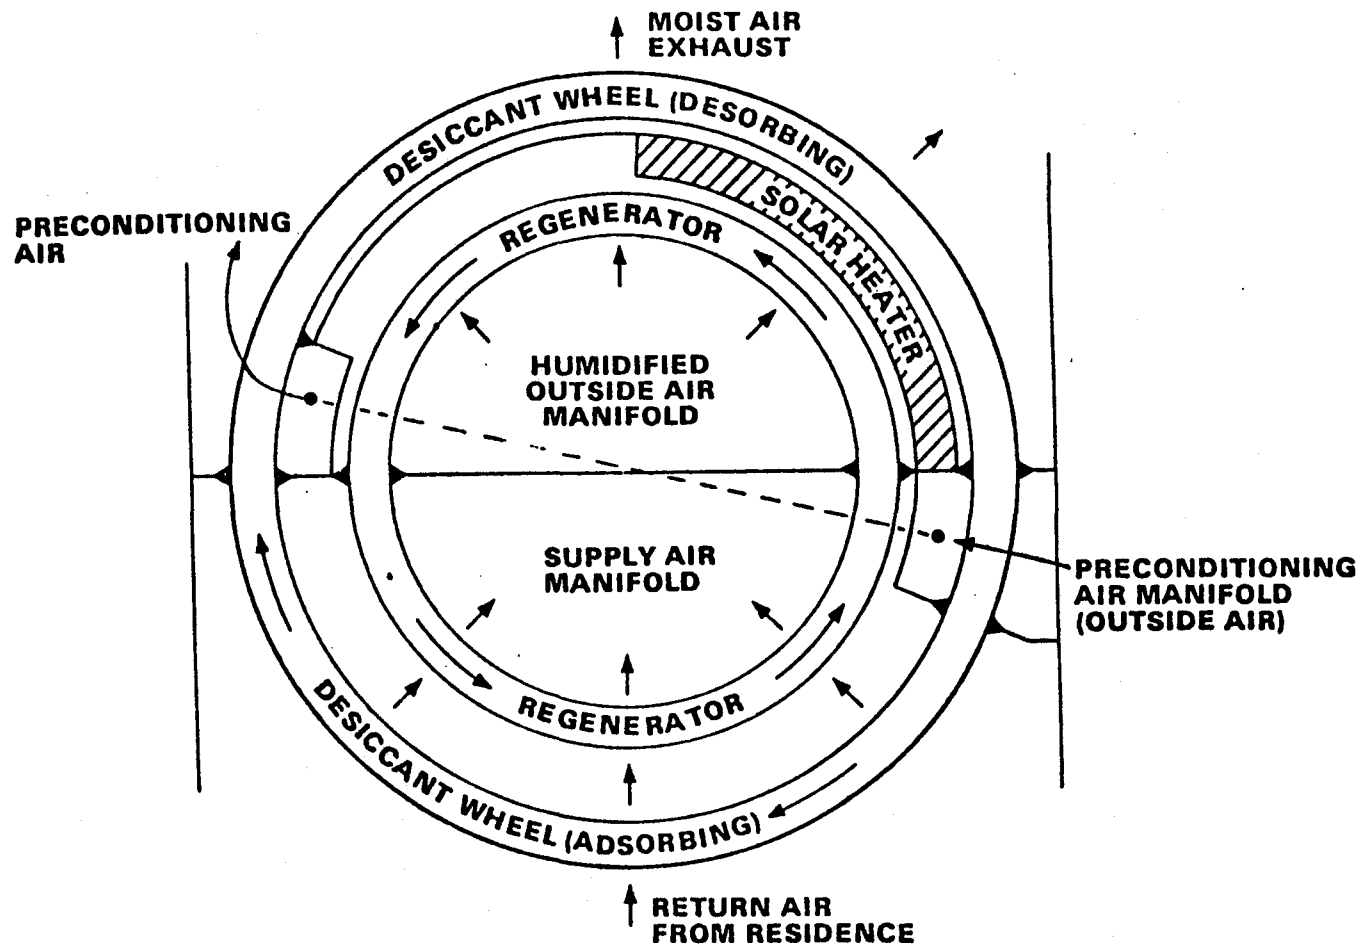 MOIST AIR
EXHAUST
DESICCANT WHEEL (DESORBING)
SOLAR HEATER
REGENERATOR
PRECONDITIONING
AIR
HUMIDIFIED
OUTSIDE AIR
MANIFOLD
SUPPLY AIR
MANIFOLD
PRECONDITIONING
AIR MANIFOLD
(OUTSIDE AIR)
REGENERATOR
DESICCANT WHEEL (ADSORBING)
RETURN AIR
FROM RESIDENCE